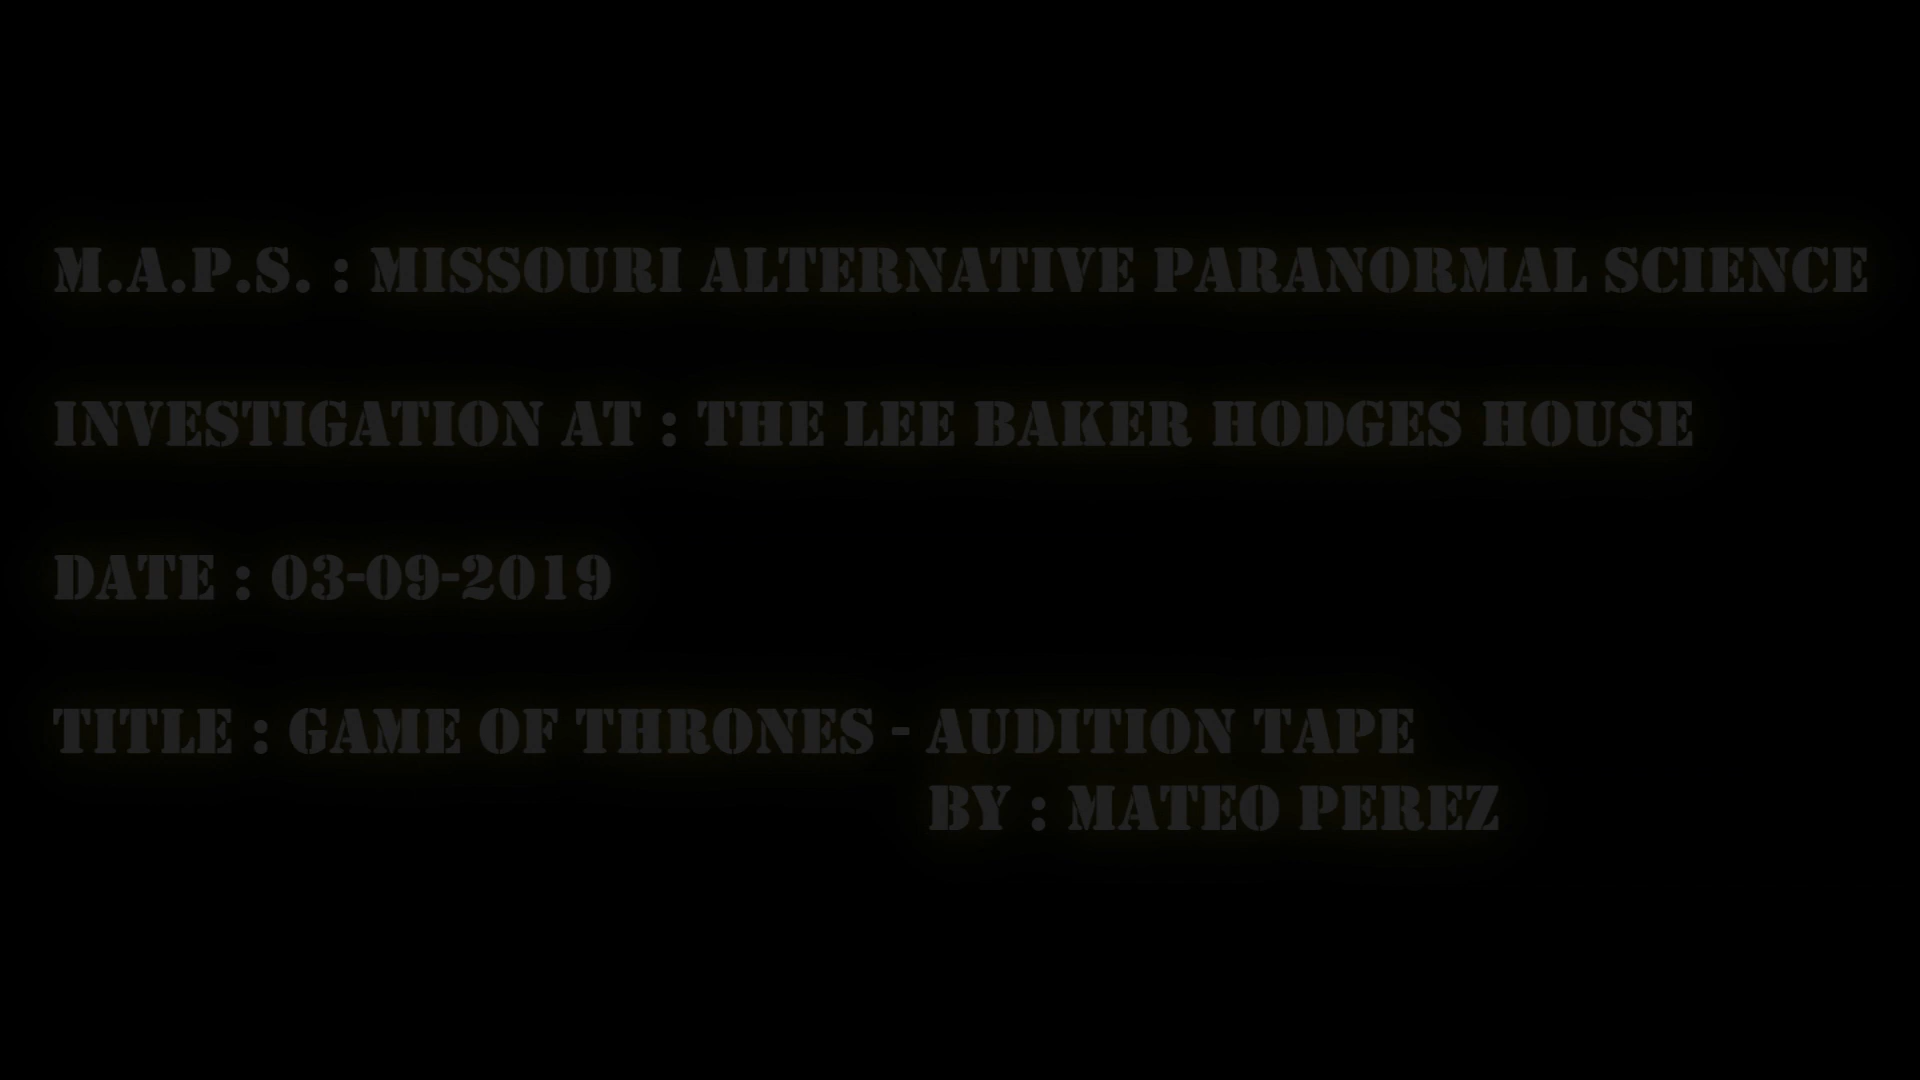 M.A.P.S. : MISSOURI ALTERNATIVE PARANORMAL SCIENCE
INVESTIGATION AT : THE LEE BAKER HODGES HOUSE
DATE : 03-09-2019
TITLE : GAME OF THRONES - AUDITION TAPE
BY : MATEO PEREZ